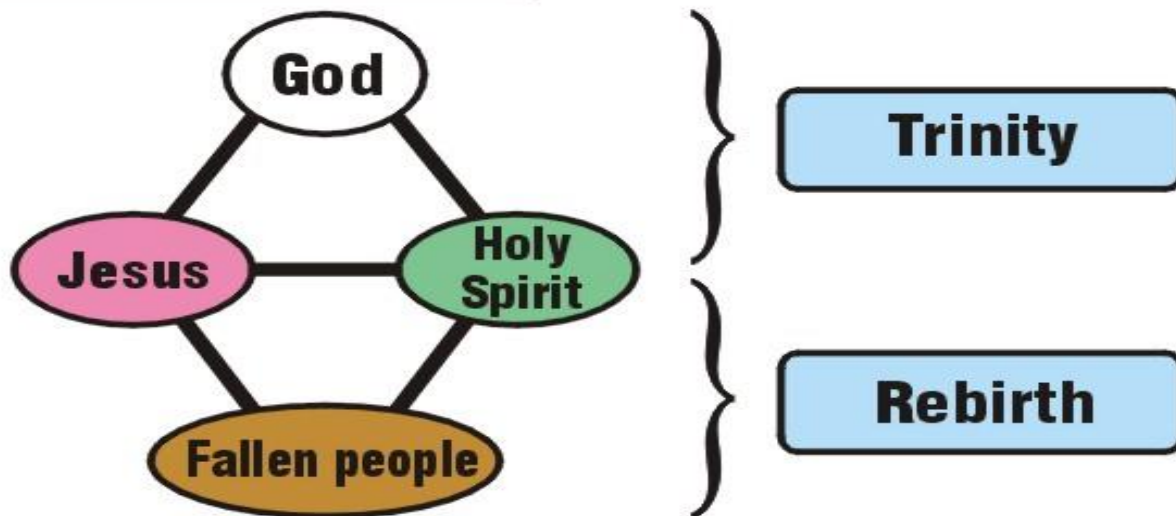 God
Trinity
Jesus
Holy
Spirit
Rebirth
Fallen people